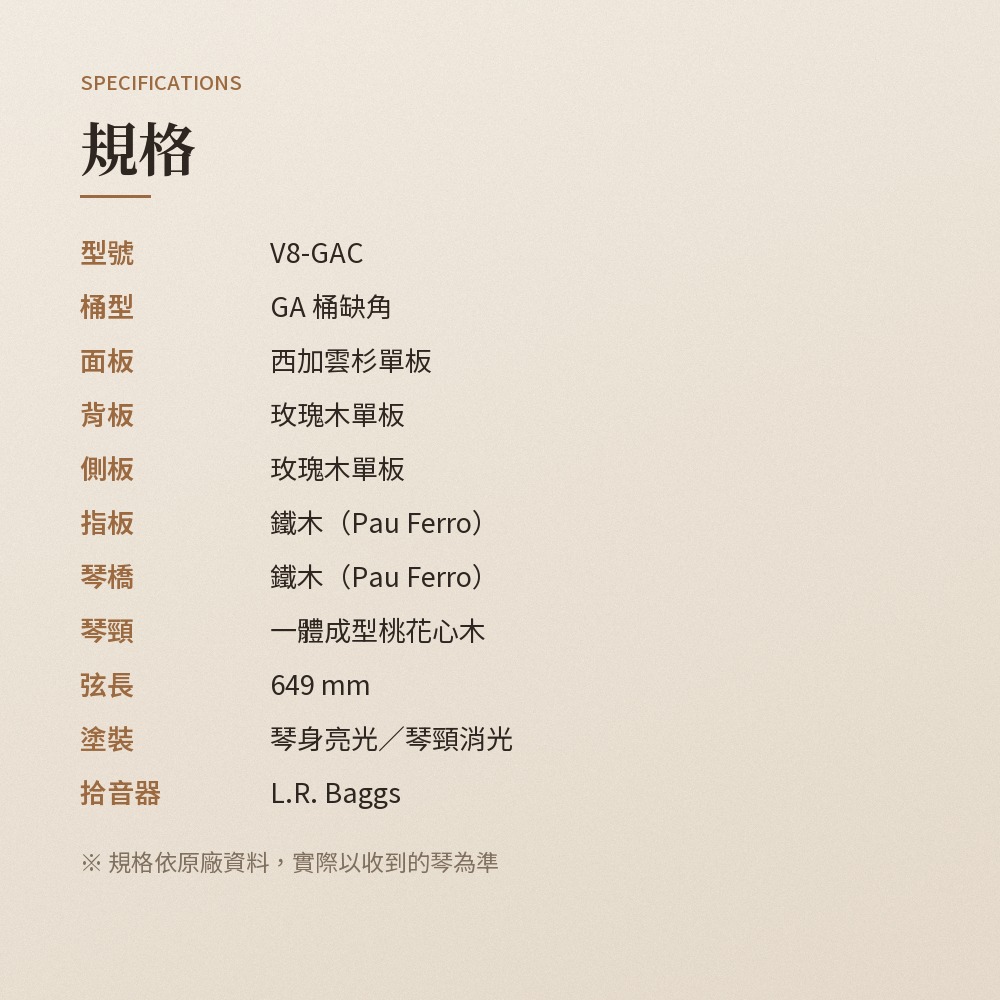 SPECIFICATIONS
規格
型號 V8-GAC
桶型 GA 桶缺角
面板 西加雲杉單板
背板 玫瑰木單板
側板 玫瑰木單板
指板 鐵木（Pau Ferro）
琴橋 鐵木（Pau Ferro）
琴頸 一體成型桃花心木
弦長 649 mm
塗裝 琴身亮光／琴頸消光
拾音器 L.R. Baggs
※ 規格依原廠資料，實際以收到的琴為準